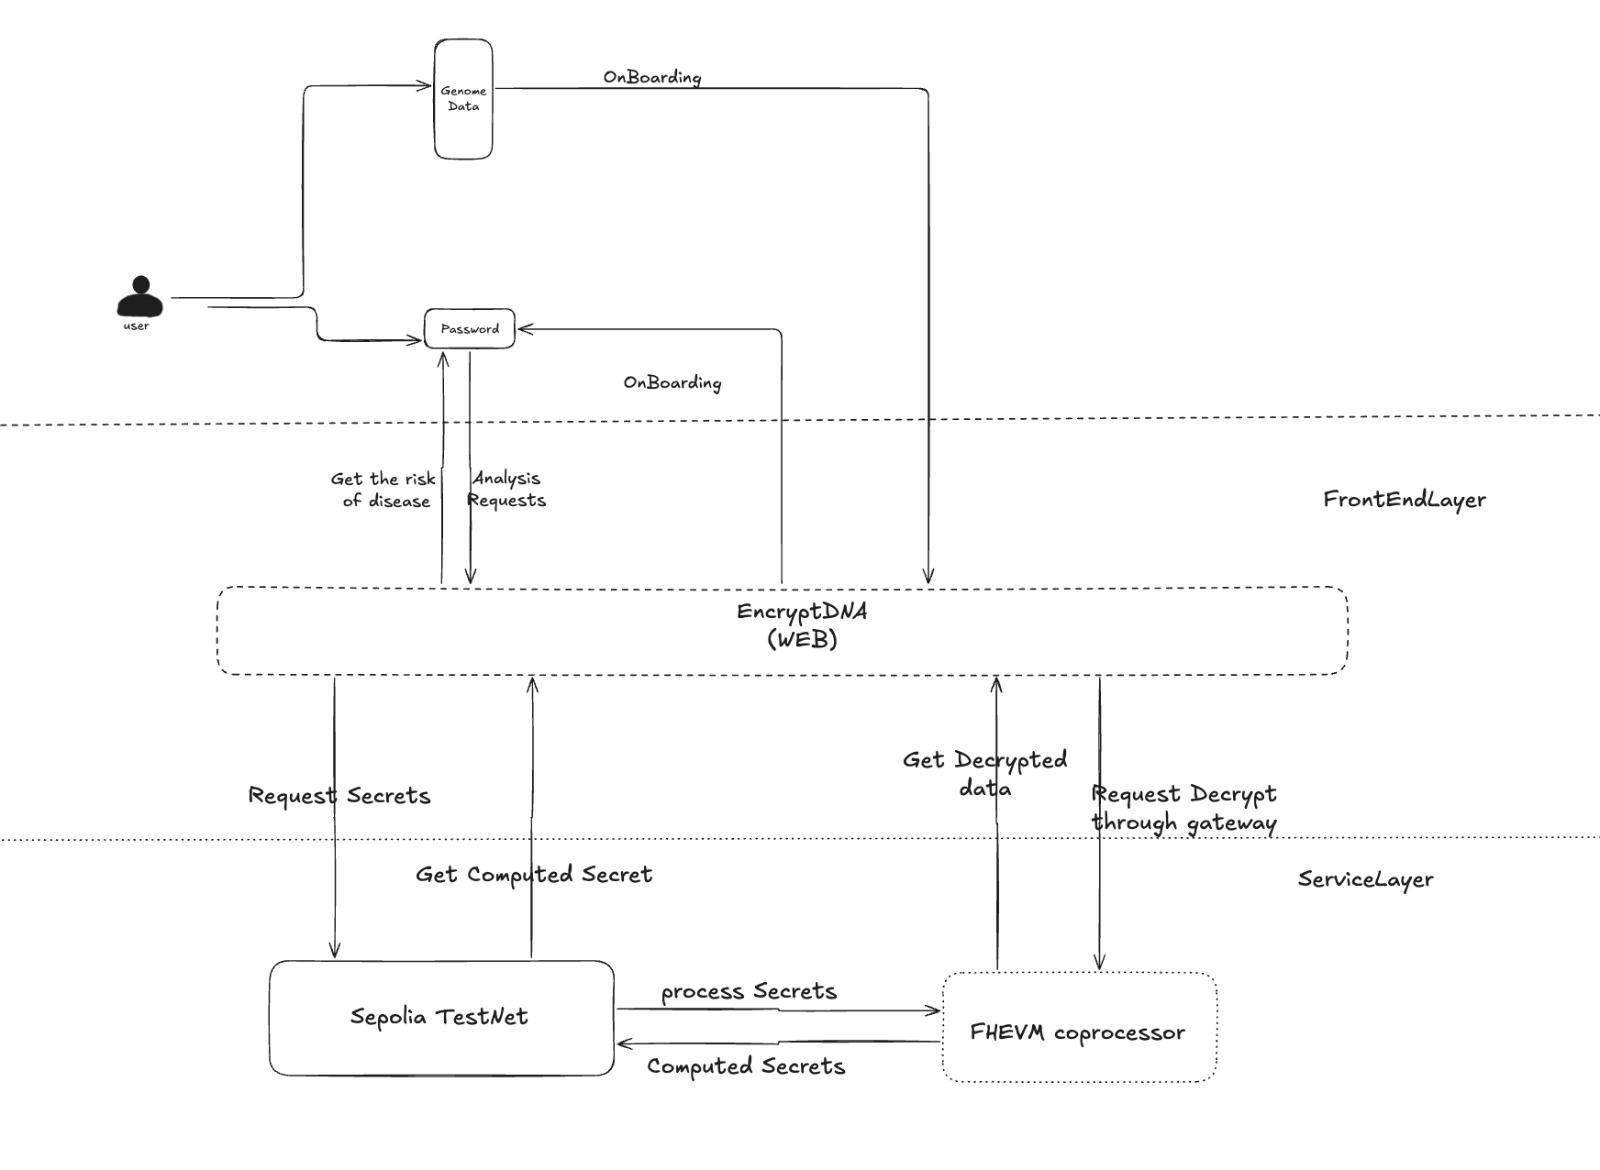 OnBoarding
Genome
Data
user
Password
OnBoarding
Get the risk
of disease
Analysis
Requests
FrontEndLayer
EncryptDNA
(WEB)
Get Decrypted
data
Request Secrets
Request Decrypt
through gateway
Get Computed Secret
ServiceLayer
process Secrets
Sepolia TestNet
FHEVM coprocessor
Computed Secrets